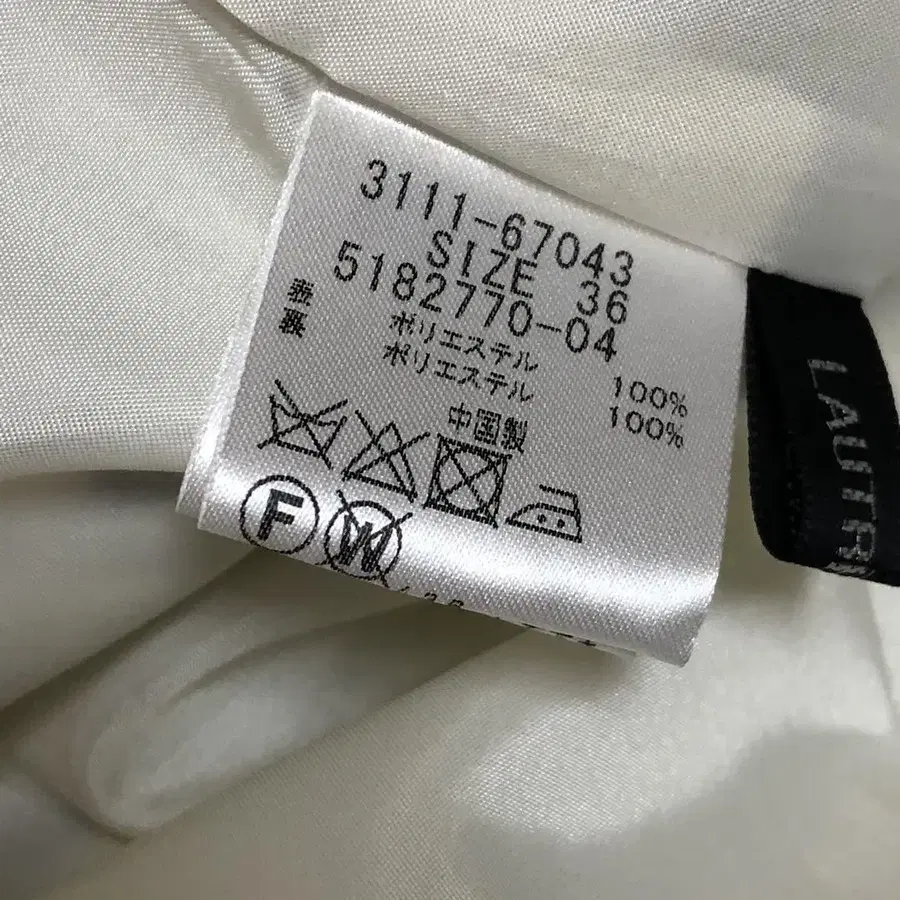 3111-67043
SIZE 36
5182770-04
表 ポリエステル 100%
裏 ポリエステル 100%
中国製
F W
LAUTR